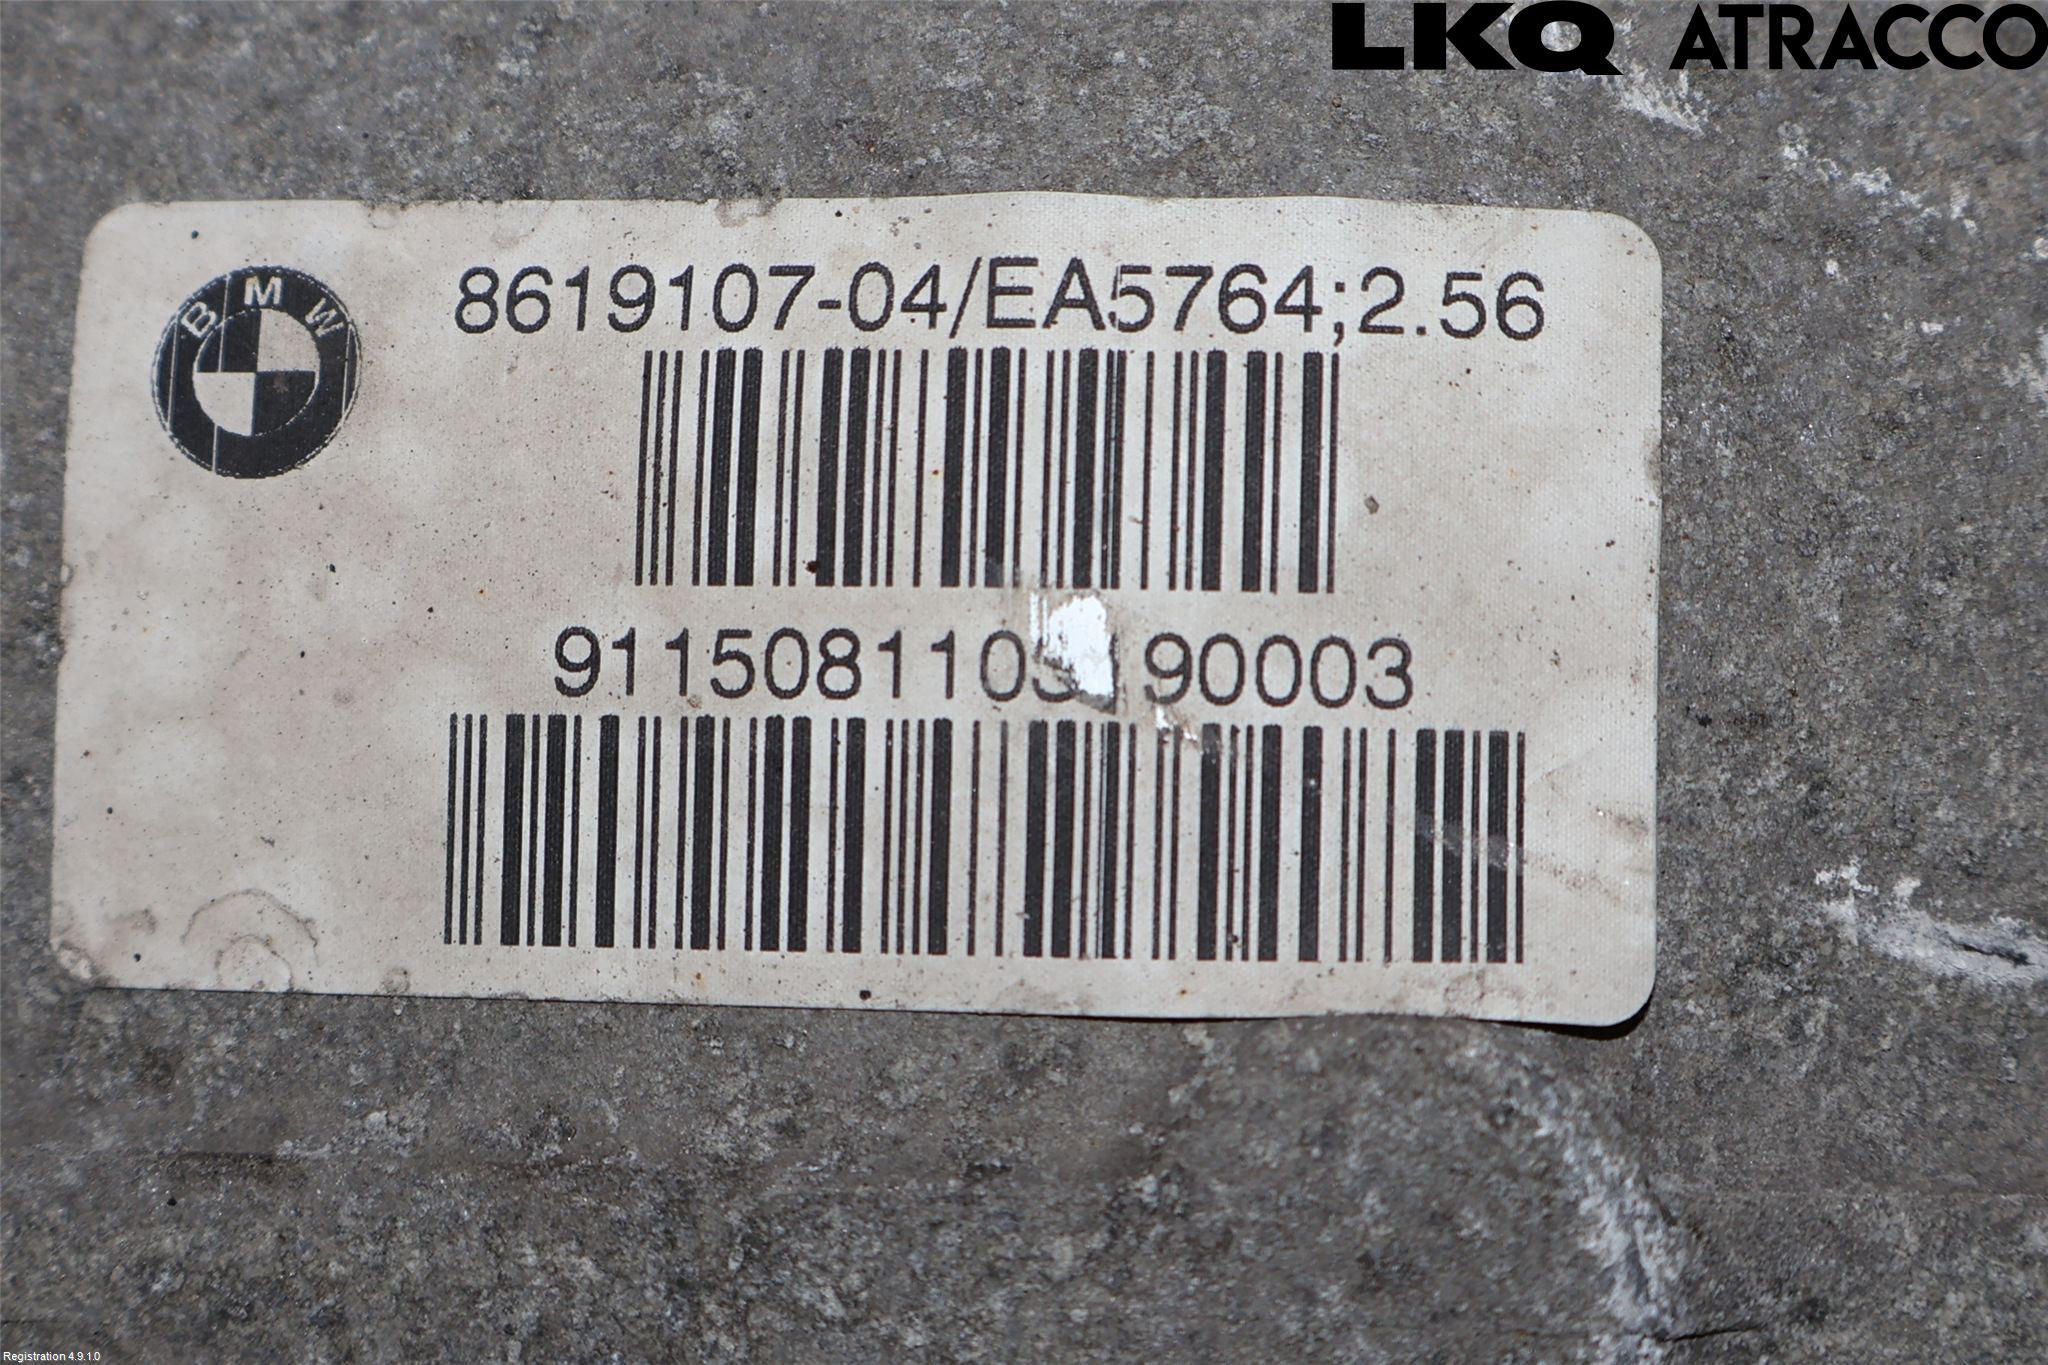 LKQ ATRACCO
BMW
8619107-04/EA5764;2.56
Registration 4.9.1.0